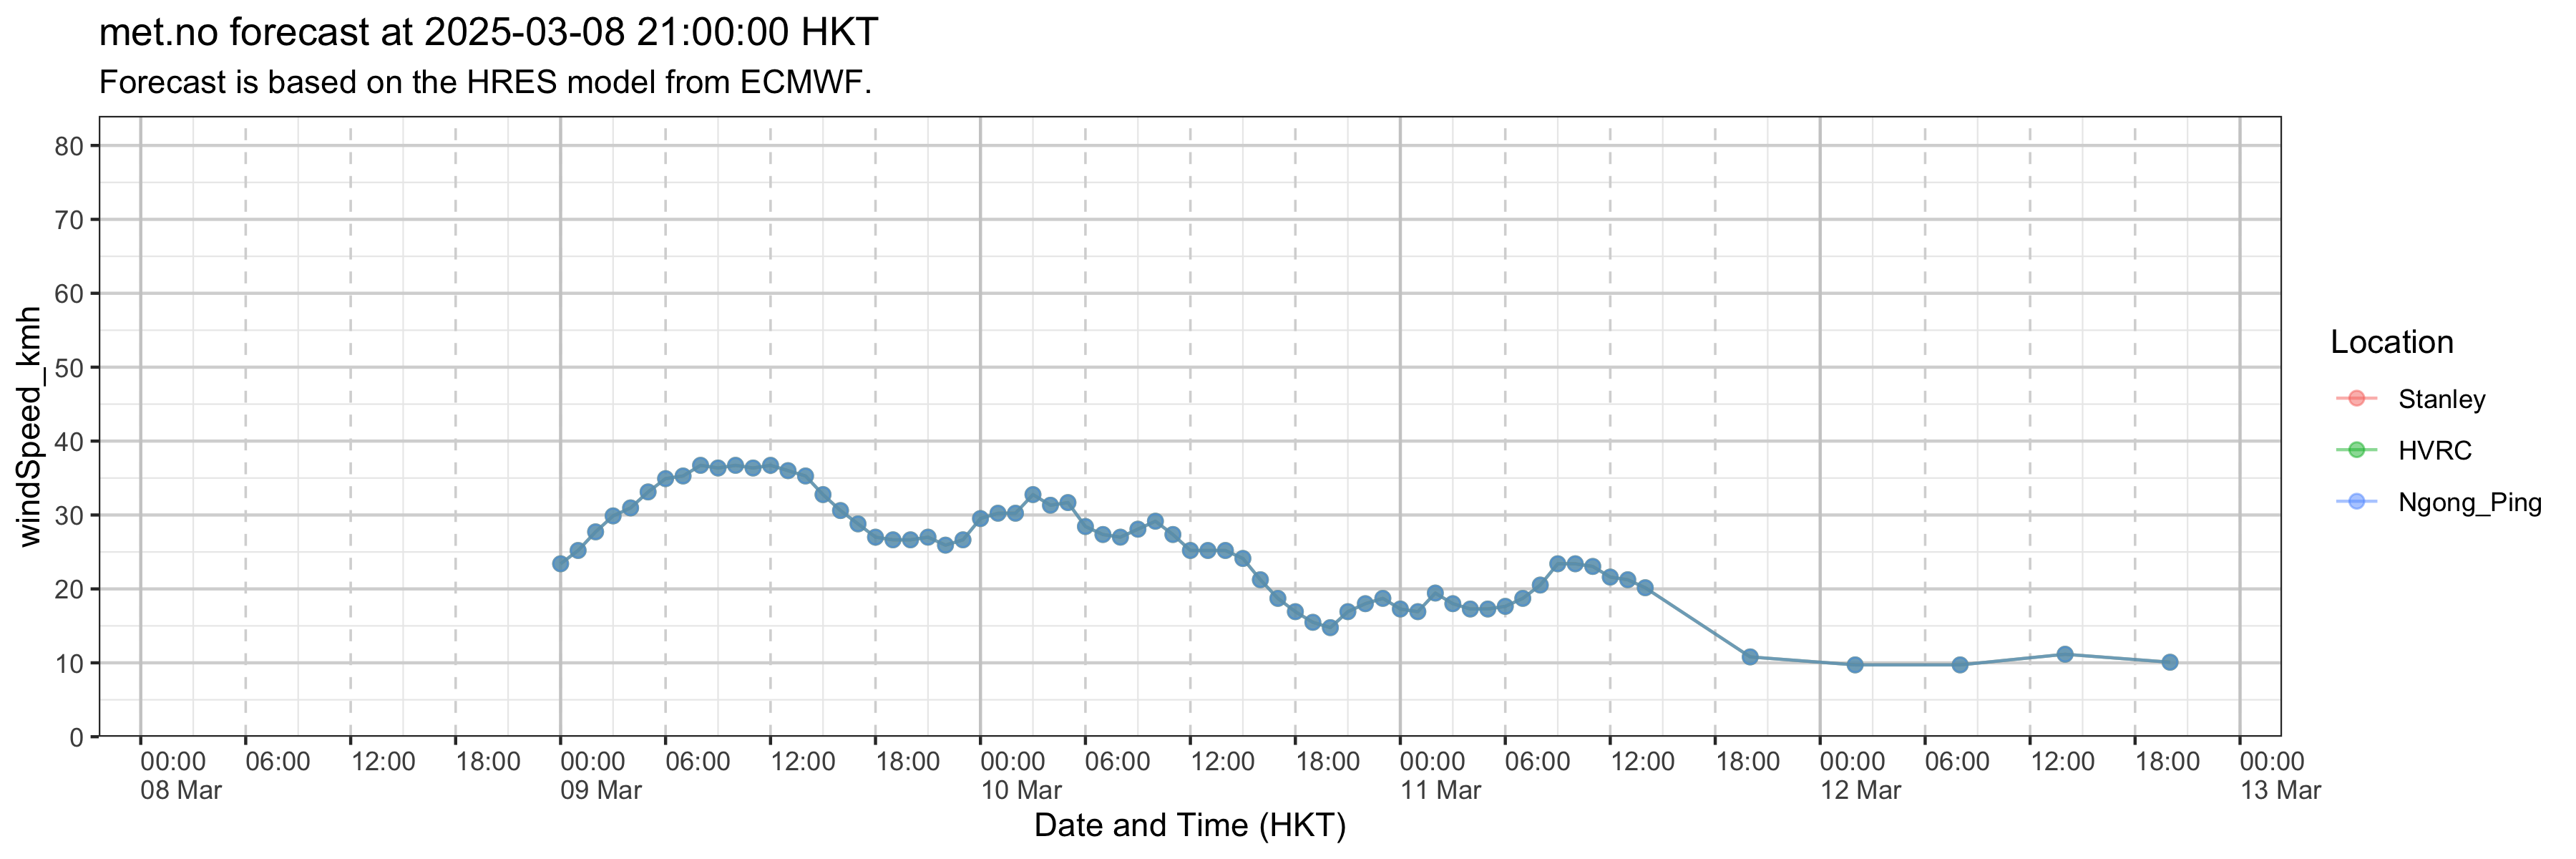 met.no forecast at 2025-03-08 21:00:00 HKT
Forecast is based on the HRES model from ECMWF.
windSpeed_kmh
80
70
60
50
40
30
20
10
0
00:00 06:00 12:00 18:00 00:00 06:00 12:00 18:00 00:00 06:00 12:00 18:00 00:00 06:00 12:00 18:00 00:00 06:00 12:00 18:00 00:00
08 Mar 09 Mar 10 Mar 11 Mar 12 Mar 13 Mar
Date and Time (HKT)
Location
Stanley
HVRC
Ngong_Ping